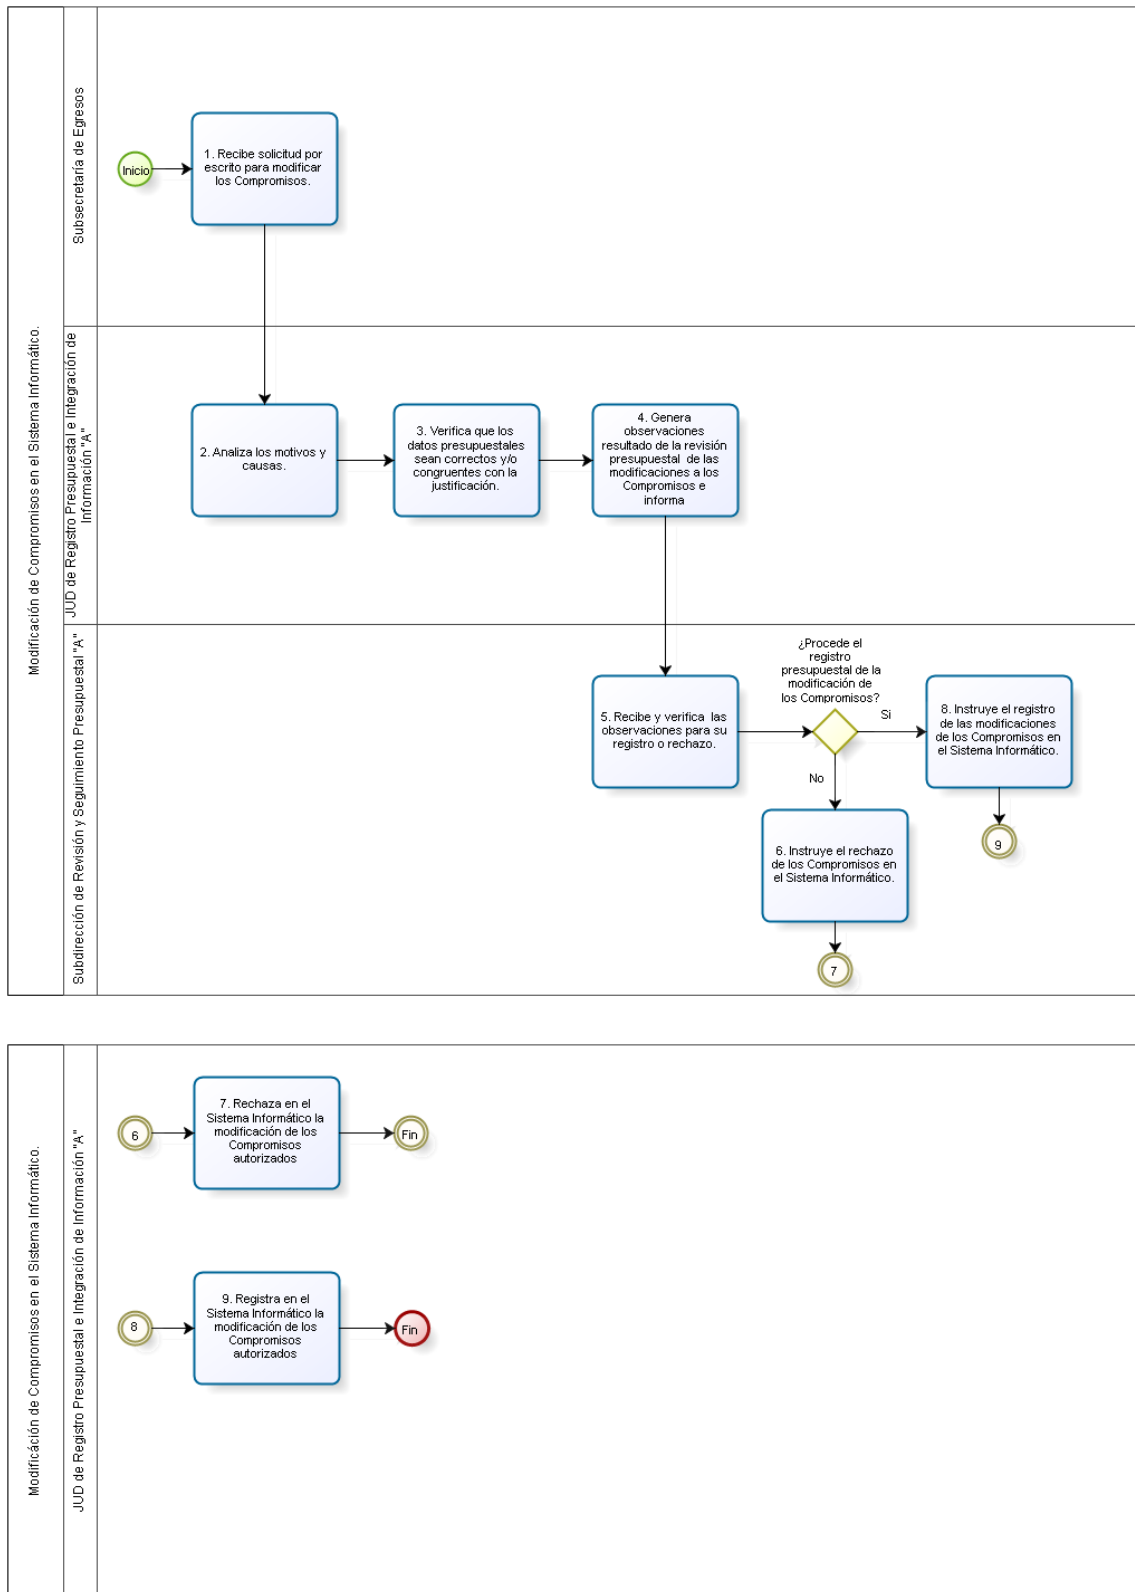 Modificación de Compromisos en el Sistema Informático.
Subsecretaría de Egresos
Inicio
1. Recibe solicitud por
escrito para modificar
los Compromisos.
JUD de Registro Presupuestal e Integración de
Información "A"
2. Analiza los motivos y
causas.
3. Verifica que los
datos presupuestales
sean correctos y/o
congruentes con la
justificación.
4. Genera
observaciones
resultado de la revisión
presupuestal de las
modificaciones a los
Compromisos e
informa
Subdirección de Revisión y Seguimiento Presupuestal "A"
5. Recibe y verifica las
observaciones para su
registro o rechazo.
¿Procede el
registro
presupuestal de la
modificación de
los Compromisos?
Si
No
8. Instruye el registro
de las modificaciones
de los Compromisos en
el Sistema Informático.
9
6. Instruye el rechazo
de los Compromisos en
el Sistema Informático.
7
Modificáción de Compromisos en el Sistema Informático.
JUD de Registro Presupuestal e Integración de Información "A"
6
7. Rechaza en el
Sistema Informático la
modificación de los
Compromisos
autorizados
Fin
8
9. Registra en el
Sistema Informático la
modificación de los
Compromisos
autorizados
Fin